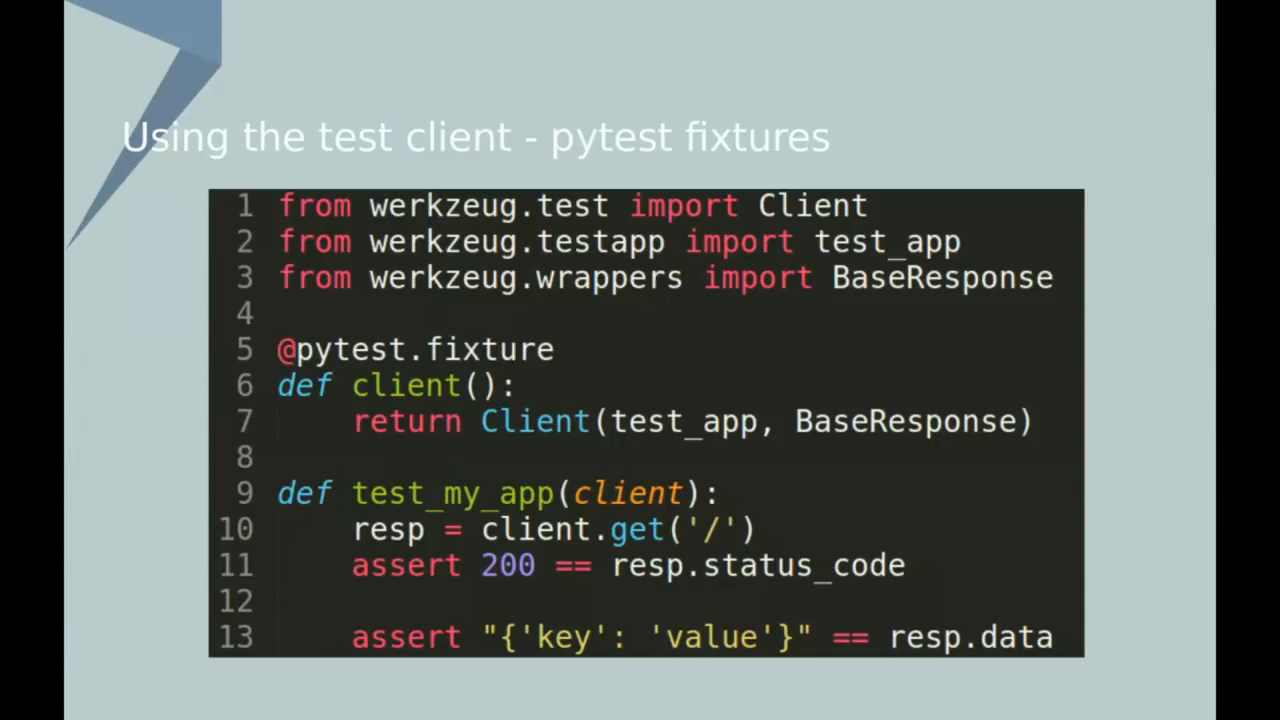 Using the test client - pytest fixtures
1 from werkzeug.test import Client
2 from werkzeug.testapp import test_app
3 from werkzeug.wrappers import BaseResponse
4
5 @pytest.fixture
6 def client():
7     return Client(test_app, BaseResponse)
8
9 def test_my_app(client):
10     resp = client.get('/')
11     assert 200 == resp.status_code
12
13     assert "{'key': 'value'}" == resp.data